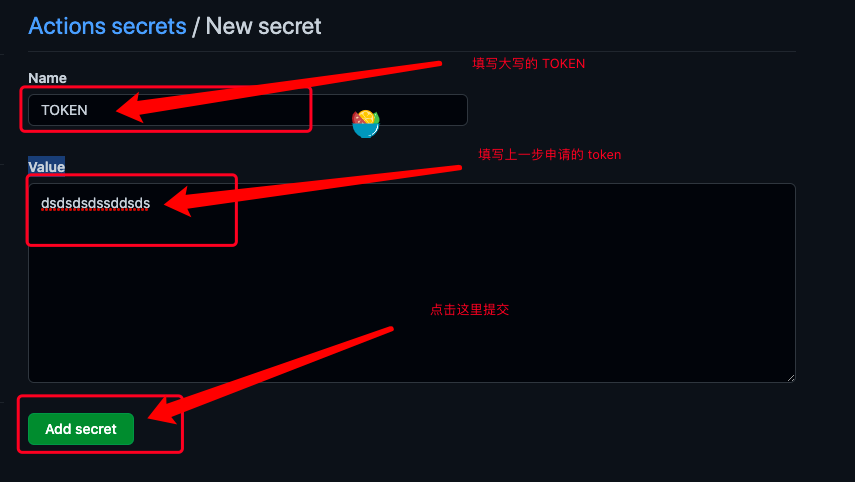 Actions secrets / New secret
填写大写的 TOKEN
Name
TOKEN
填写上一步申请的 token
Value
dsdsdsdssddsds
点击这里提交
Add secret